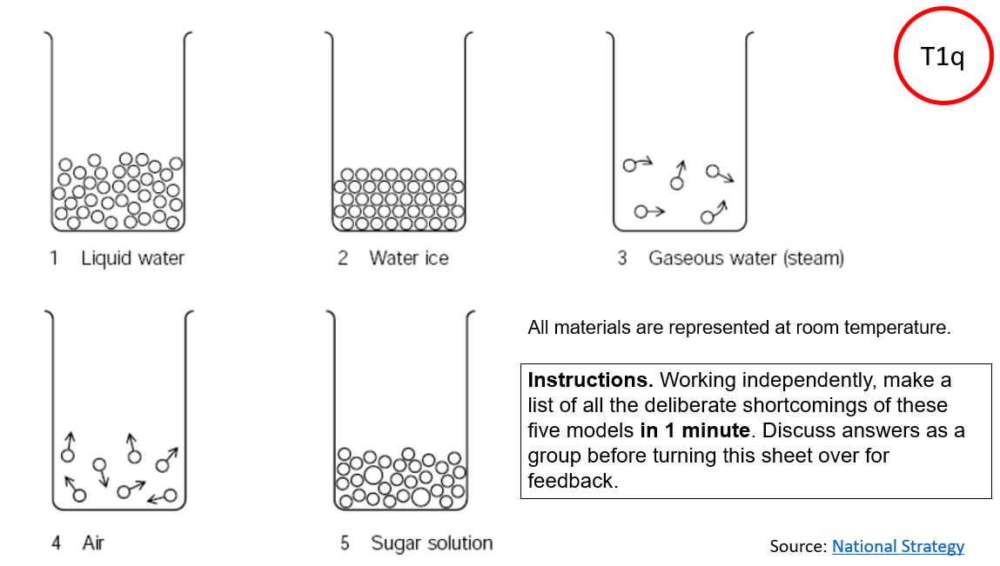 T1q
1 Liquid water
2 Water ice
3 Gaseous water (steam)
All materials are represented at room temperature.
Instructions. Working independently, make a
list of all the deliberate shortcomings of these
five models in 1 minute. Discuss answers as a
group before turning this sheet over for
feedback.
4 Air
5 Sugar solution
Source: National Strategy